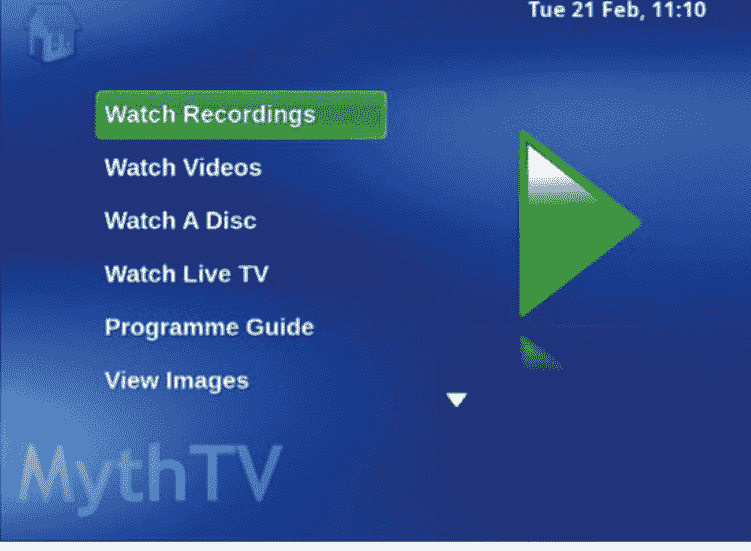 Tue 21 Feb, 11:10
Watch Recordings
Watch Videos
Watch A Disc
Watch Live TV
Programme Guide
View Images
MythTV